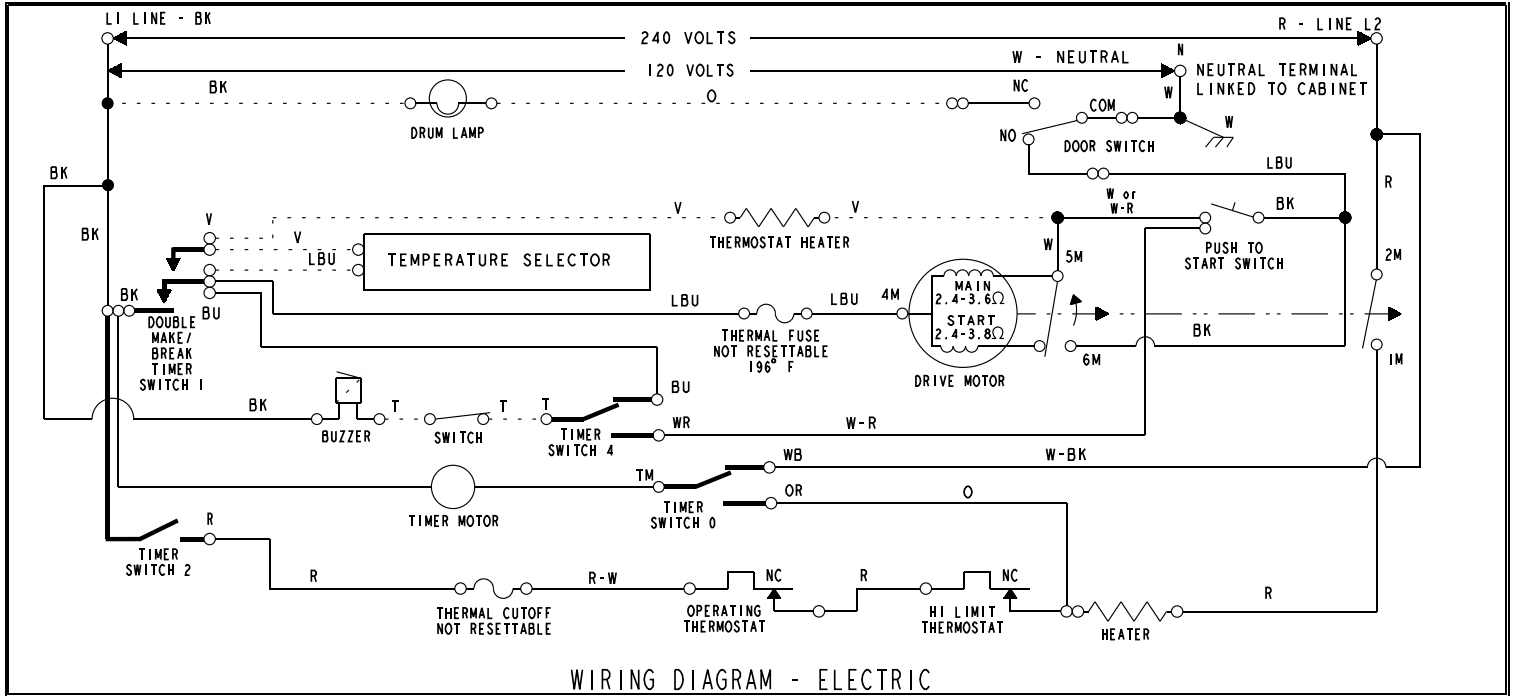 L1 LINE - BK
R - LINE L2
240 VOLTS
W - NEUTRAL
N
120 VOLTS
NEUTRAL TERMINAL
LINKED TO CABINET
BK
O
NC
W
COM
W
DRUM LAMP
NO
DOOR SWITCH
LBU
BK
R
W or
W-R
V
V
V
BK
BK
V
LBU
TEMPERATURE SELECTOR
THERMOSTAT HEATER
W
5M
PUSH TO
START SWITCH
2M
BK
BU
LBU
LBU
4M
MAIN
2.4-3.6Ω
START
2.4-3.8Ω
BK
DOUBLE
MAKE/
BREAK
TIMER
SWITCH 1
THERMAL FUSE
NOT RESETTABLE
196° F
6M
1M
DRIVE MOTOR
BU
BK
T
T
T
WR
W-R
BUZZER
SWITCH
TIMER
SWITCH 4
WB
W-BK
TM
OR
O
TIMER MOTOR
TIMER
SWITCH 0
R
TIMER
SWITCH 2
R
R-W
NC
R
NC
R
THERMAL CUTOFF
NOT RESETTABLE
OPERATING
THERMOSTAT
HI LIMIT
THERMOSTAT
HEATER
WIRING DIAGRAM - ELECTRIC